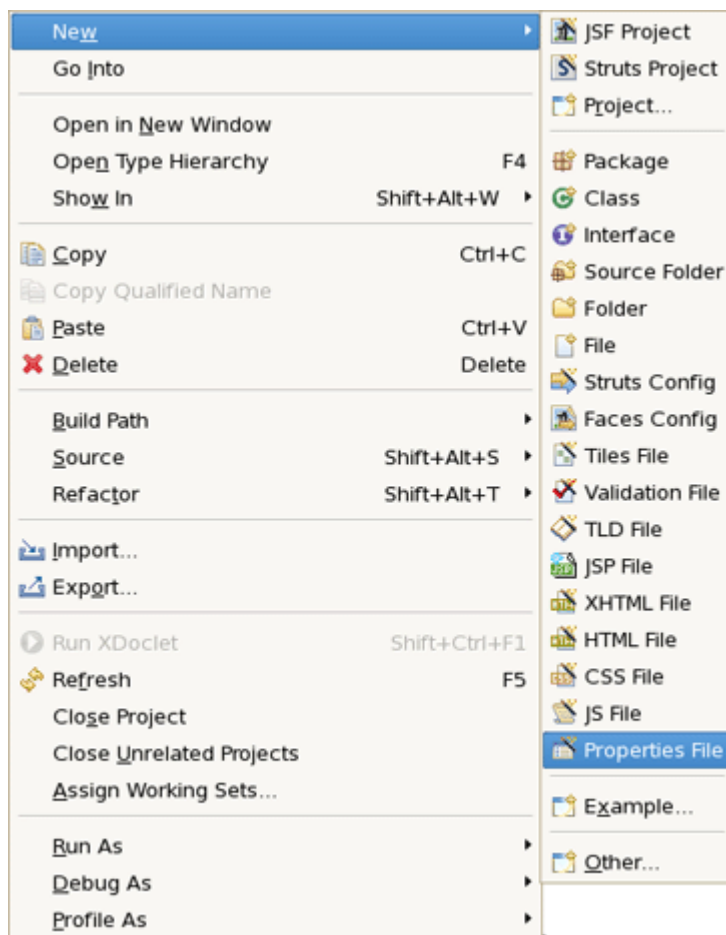 New
Go Into
Open in New Window
Open Type Hierarchy F4
Show In Shift+Alt+W
Copy Ctrl+C
Copy Qualified Name
Paste Ctrl+V
Delete Delete
Build Path
Source Shift+Alt+S
Refactor Shift+Alt+T
Import...
Export...
Run XDoclet Shift+Ctrl+F1
Refresh F5
Close Project
Close Unrelated Projects
Assign Working Sets...
Run As
Debug As
Profile As
JSF Project
Struts Project
Project...
Package
Class
Interface
Source Folder
Folder
File
Struts Config
Faces Config
Tiles File
Validation File
TLD File
JSP File
XHTML File
HTML File
CSS File
JS File
Properties File
Example...
Other...